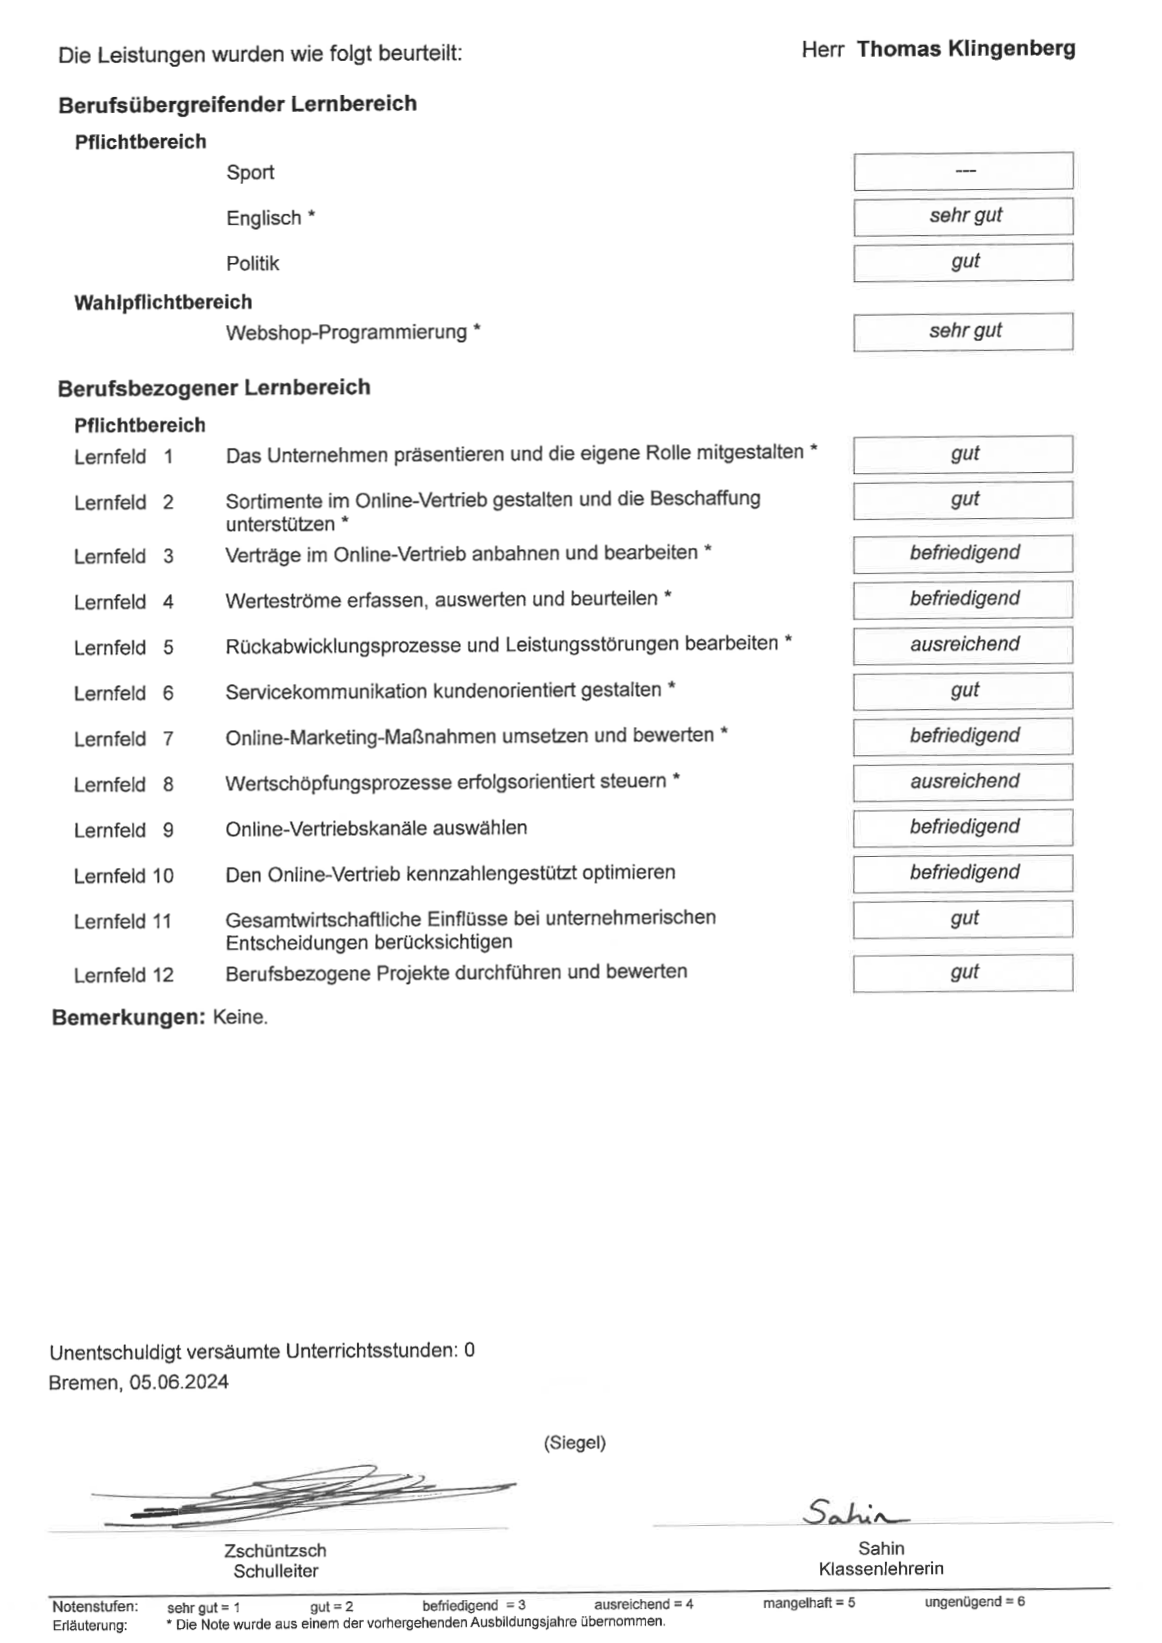 Die Leistungen wurden wie folgt beurteilt: Herr Thomas Klingenberg
Berufsübergreifender Lernbereich
Pflichtbereich
Sport ---
Englisch * sehr gut
Politik gut
Wahlpflichtbereich
Webshop-Programmierung * sehr gut
Berufsbezogener Lernbereich
Pflichtbereich
Lernfeld 1 Das Unternehmen präsentieren und die eigene Rolle mitgestalten * gut
Lernfeld 2 Sortimente im Online-Vertrieb gestalten und die Beschaffung gut
unterstützen *
Lernfeld 3 Verträge im Online-Vertrieb anbahnen und bearbeiten * befriedigend
Lernfeld 4 Werteströme erfassen, auswerten und beurteilen * befriedigend
Lernfeld 5 Rückabwicklungsprozesse und Leistungsstörungen bearbeiten * ausreichend
Lernfeld 6 Servicekommunikation kundenorientiert gestalten * gut
Lernfeld 7 Online-Marketing-Maßnahmen umsetzen und bewerten * befriedigend
Lernfeld 8 Wertschöpfungsprozesse erfolgsorientiert steuern * ausreichend
Lernfeld 9 Online-Vertriebskanäle auswählen befriedigend
Lernfeld 10 Den Online-Vertrieb kennzahlengestützt optimieren befriedigend
Lernfeld 11 Gesamtwirtschaftliche Einflüsse bei unternehmerischen gut
Entscheidungen berücksichtigen
Lernfeld 12 Berufsbezogene Projekte durchführen und bewerten gut
Bemerkungen: Keine.
Unentschuldigt versäumte Unterrichtsstunden: 0
Bremen, 05.06.2024
(Siegel)
Sahin
Zschüntzsch Sahin
Schulleiter Klassenlehrerin
Notenstufen: sehr gut = 1 gut = 2 befriedigend = 3 ausreichend = 4 mangelhaft = 5 ungenügend = 6
Erläuterung: * Die Note wurde aus einem der vorhergehenden Ausbildungsjahre übernommen.